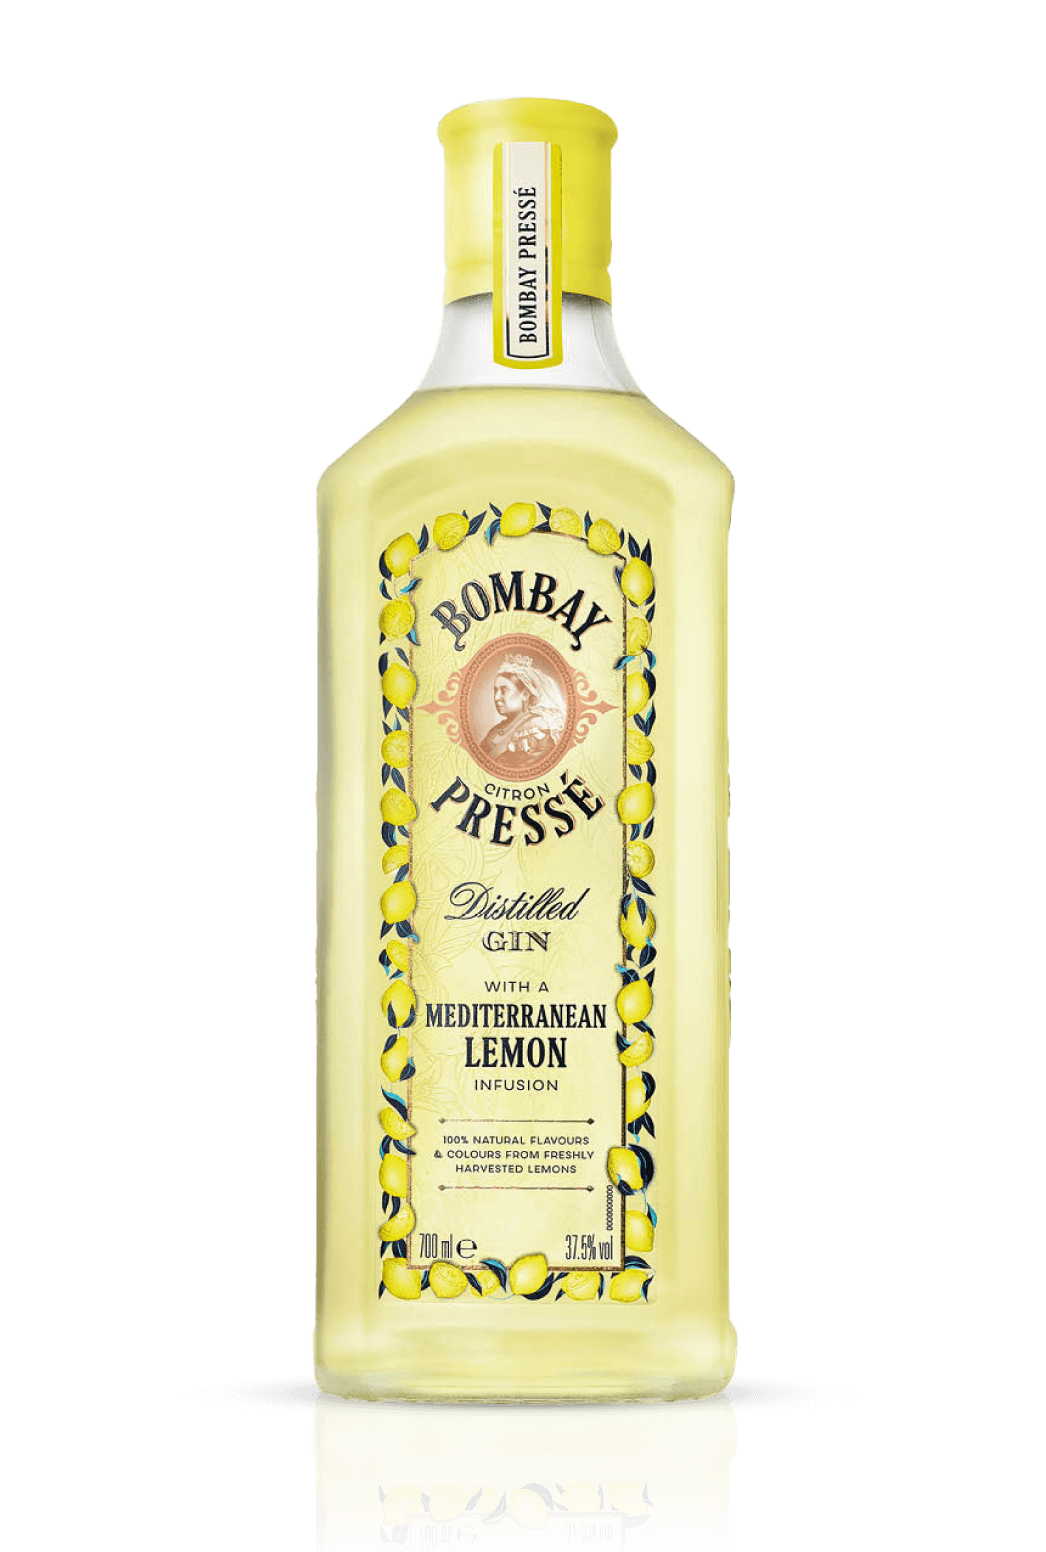 BOMBAY PRESSÉ
BOMBAY
CITRON
PRESSÉ
Distilled
GIN
WITH A
MEDITERRANEAN
LEMON
INFUSION
100% NATURAL FLAVOURS
& COLOURS FROM FRESHLY
HARVESTED LEMONS
700 ml e
37.5% vol